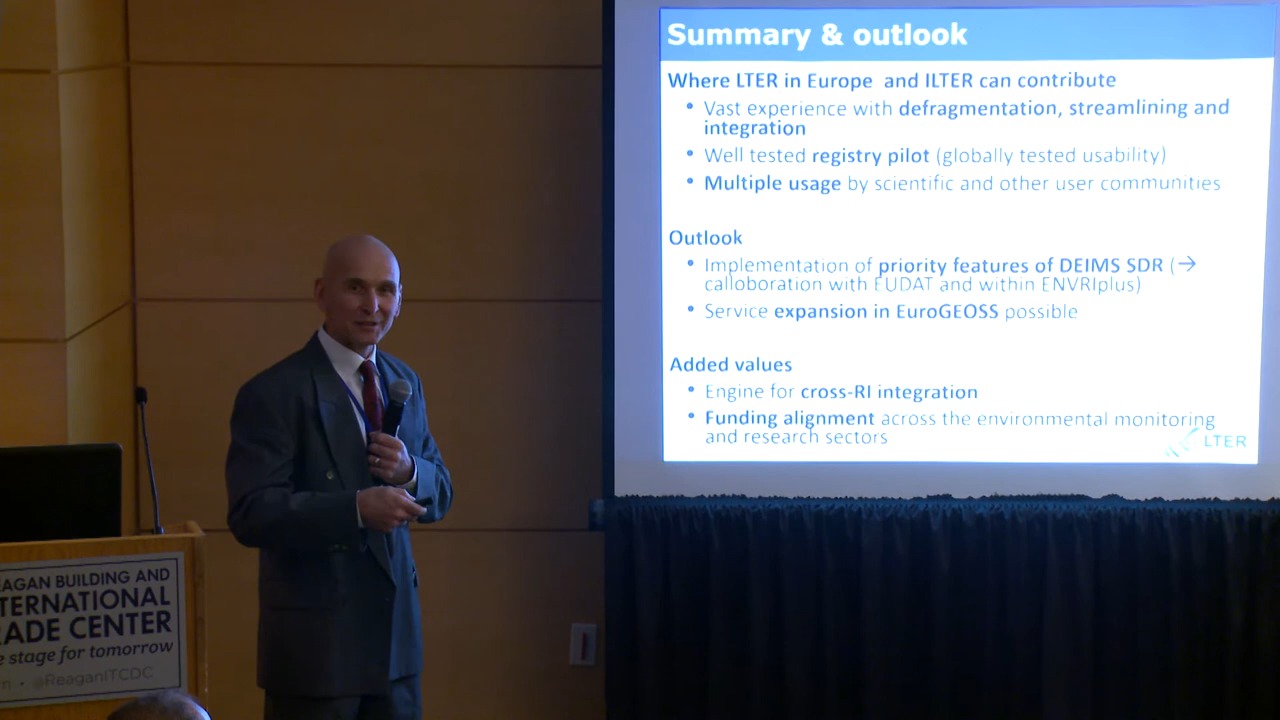 Summary & outlook
Where LTER in Europe and ILTER can contribute
• Vast experience with defragmentation, streamlining and
integration
• Well tested registry pilot (globally tested usability)
• Multiple usage by scientific and other user communities
Outlook
• Implementation of priority features of DEIMS SDR (→
calloboration with EUDAT and within ENVRIplus)
• Service expansion in EuroGEOSS possible
Added values
• Engine for cross-RI integration
• Funding alignment across the environmental monitoring
and research sectors
LTER
EAGAN BUILDING AND
TERNATIONAL
ADE CENTER
e stage for tomorrow
m • @ReaganITCDC